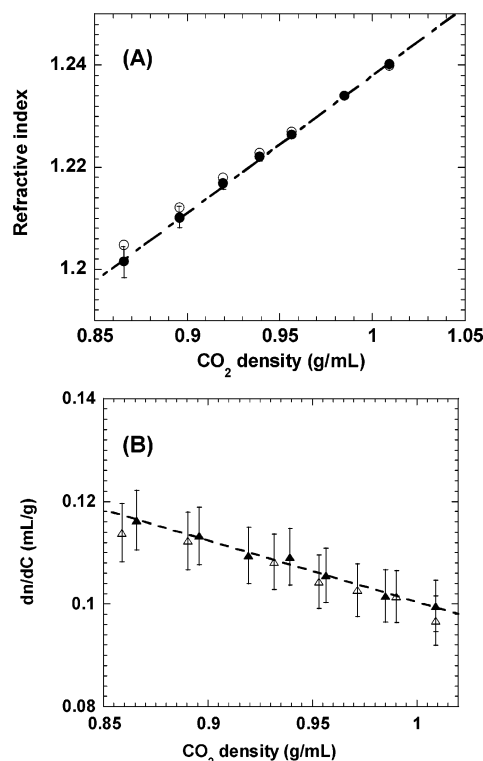 (A)
1.24
1.22
1.2
Refractive index
0.85 0.9 0.95 1 1.05
CO2 density (g/mL)
0.14
(B)
0.12
0.1
0.08
dn/dC (mL/g)
0.85 0.9 0.95 1
CO2 density (g/mL)